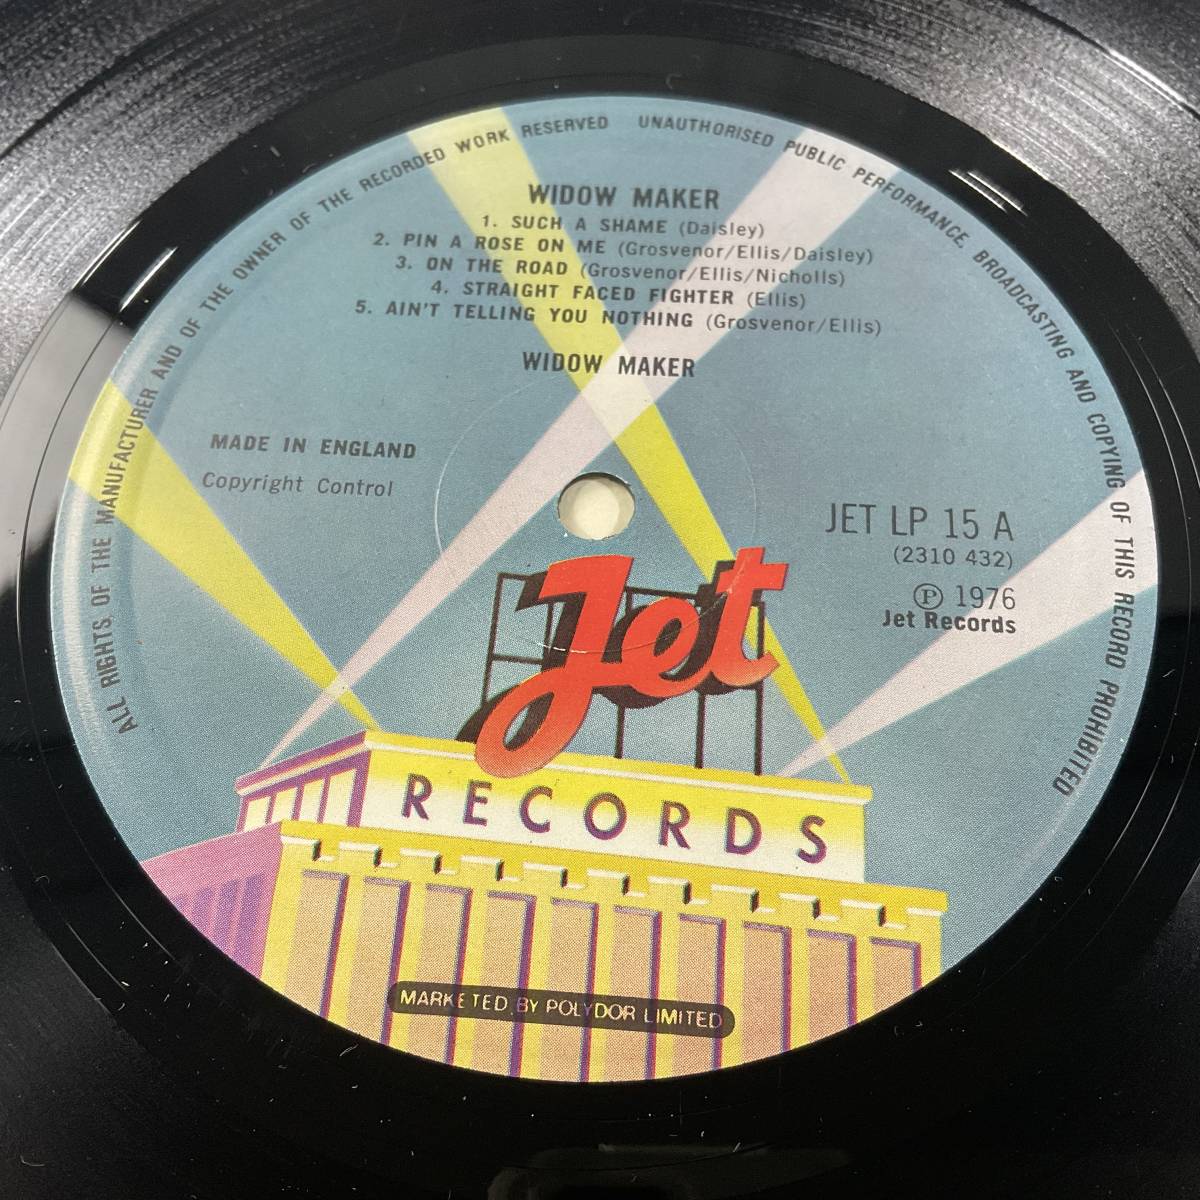 ALL RIGHTS OF THE MANUFACTURER AND OF THE OWNER OF THE RECORDED WORK RESERVED UNAUTHORISED PUBLIC PERFORMANCE, BROADCASTING AND COPYING OF THIS RECORD PROHIBITED
WIDOW MAKER
1. SUCH A SHAME (Daisley)
2. PIN A ROSE ON ME (Grosvenor/Ellis/Daisley)
3. ON THE ROAD (Grosvenor/Ellis/Nicholls)
4. STRAIGHT FACED FIGHTER (Ellis)
5. AIN'T TELLING YOU NOTHING (Grosvenor/Ellis)
WIDOW MAKER
MADE IN ENGLAND
Copyright Control
JET LP 15 A
(2310 432)
Ⓟ 1976
Jet Records
Jet
RECORDS
MARKETED BY POLYDOR LIMITED